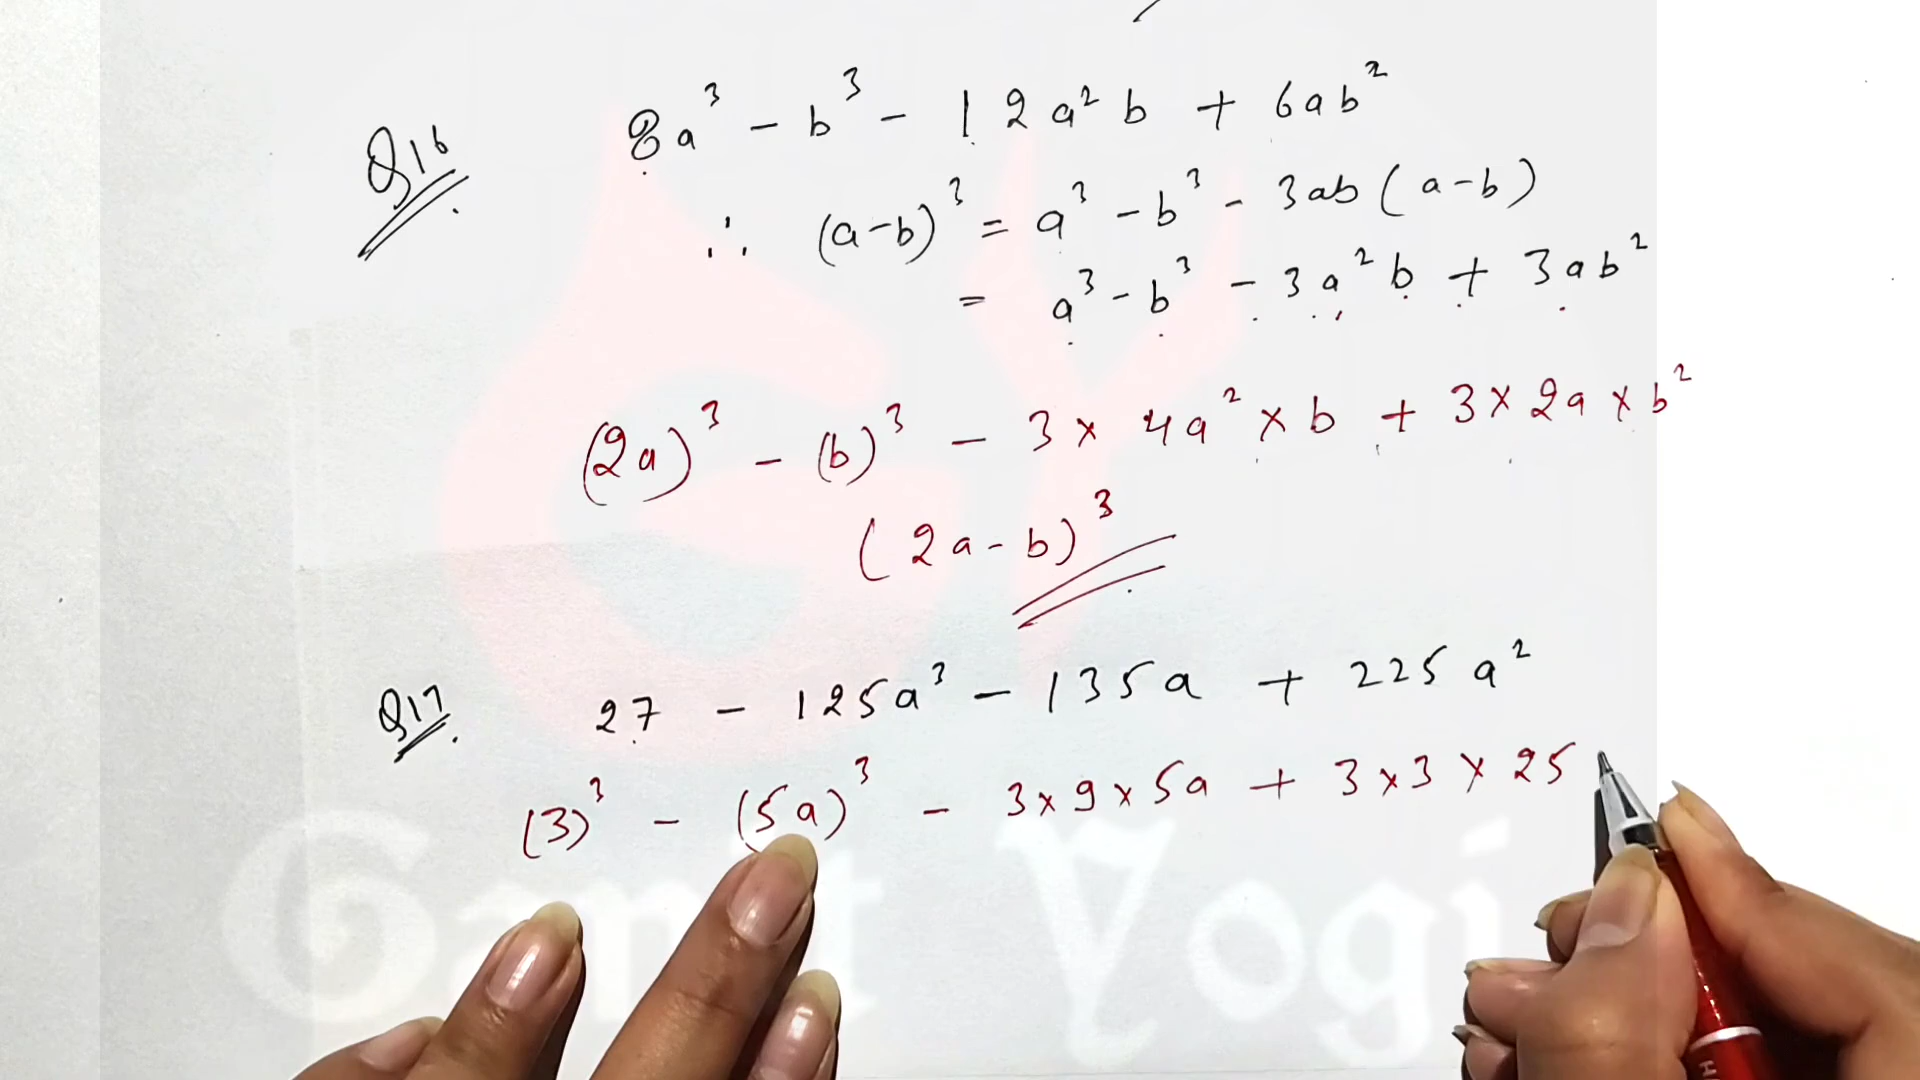 Q16 8a³ - b³ - 12a²b + 6ab²
∴ (a-b)³ = a³ - b³ - 3ab(a-b)
= a³ - b³ - 3a²b + 3ab²
(2a)³ - (b)³ - 3 × 4a² × b + 3 × 2a × b²
(2a-b)³
Q17 27 - 125a³ - 135a + 225a²
(3)³ - (5a)³ - 3×9×5a + 3×3×25
Ganit Yogi
H